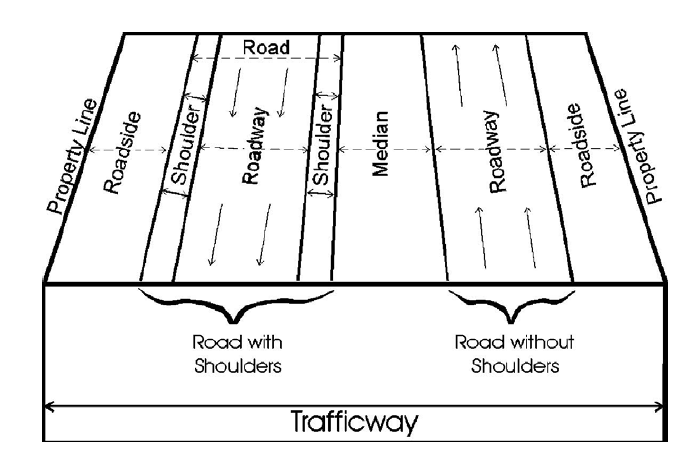 Road
Property Line
Roadside
Shoulder
Roadway
Shoulder
Median
Roadway
Roadside
Property Line
Road with
Shoulders
Road without
Shoulders
Trafficway